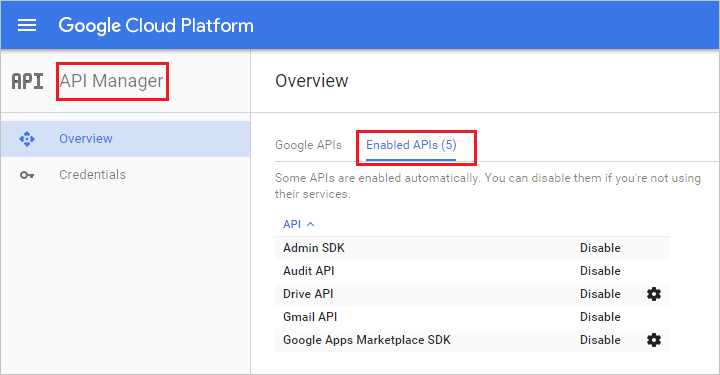 Google Cloud Platform
API API Manager
Overview
Credentials
Overview
Google APIs Enabled APIs (5)
Some APIs are enabled automatically. You can disable them if you're not using
their services.
API
Admin SDK Disable
Audit API Disable
Drive API Disable
Gmail API Disable
Google Apps Marketplace SDK Disable